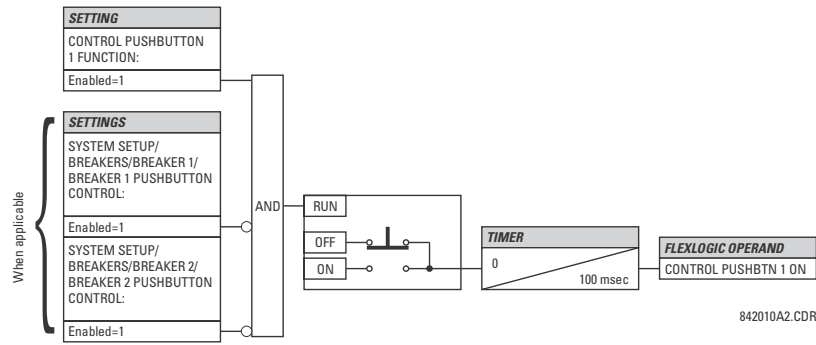 SETTING
CONTROL PUSHBUTTON
1 FUNCTION:
Enabled=1
When applicable
SETTINGS
SYSTEM SETUP/
BREAKERS/BREAKER 1/
BREAKER 1 PUSHBUTTON
CONTROL:
Enabled=1
SYSTEM SETUP/
BREAKERS/BREAKER 2/
BREAKER 2 PUSHBUTTON
CONTROL:
Enabled=1
AND
RUN
OFF
ON
TIMER
0
100 msec
FLEXLOGIC OPERAND
CONTROL PUSHBTN 1 ON
842010A2.CDR